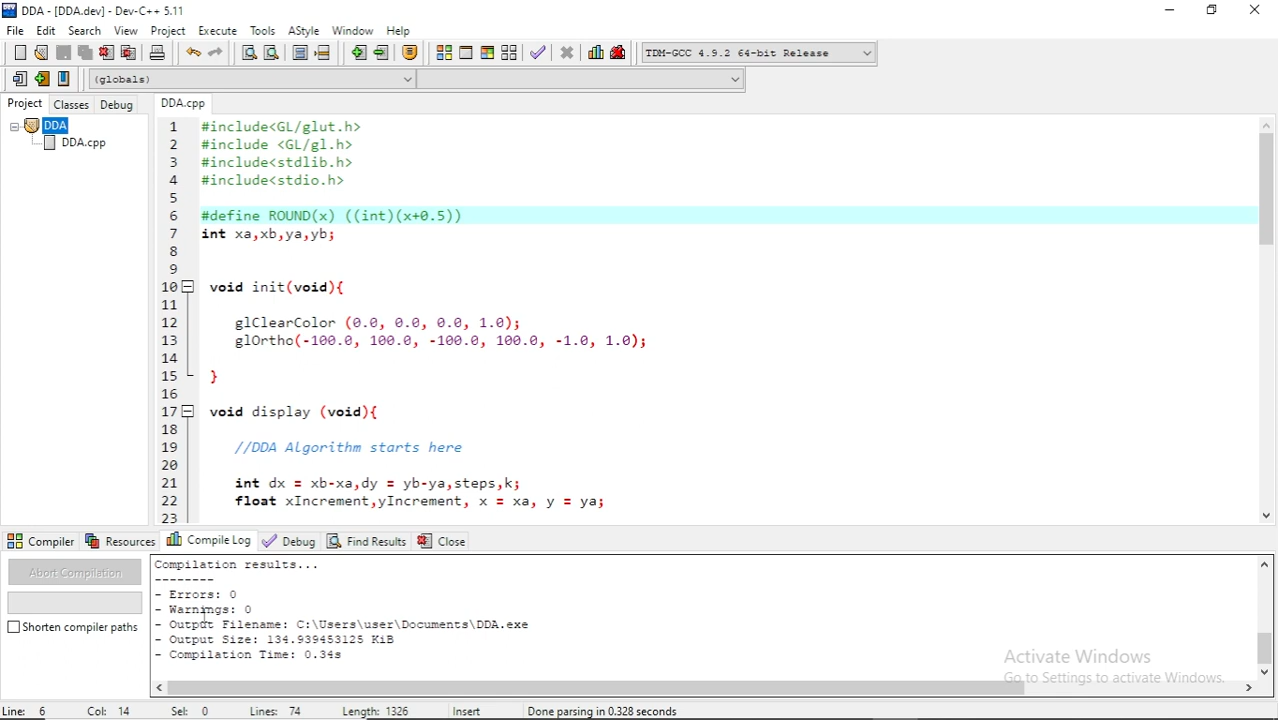 DDA - [DDA.dev] - Dev-C++ 5.11
File Edit Search View Project Execute Tools AStyle Window Help
TDM-GCC 4.9.2 64-bit Release
(globals)
Project Classes Debug DDA.cpp
DDA
DDA.cpp
1 #include<GL/glut.h>
2 #include <GL/gl.h>
3 #include<stdlib.h>
4 #include<stdio.h>
5
6 #define ROUND(x) ((int)(x+0.5))
7 int xa,xb,ya,yb;
8
9
10 void init(void){
11
12 glClearColor (0.0, 0.0, 0.0, 1.0);
13 glOrtho(-100.0, 100.0, -100.0, 100.0, -1.0, 1.0);
14
15 }
16
17 void display (void){
18
19 //DDA Algorithm starts here
20
21 int dx = xb-xa,dy = yb-ya,steps,k;
22 float xIncrement,yIncrement, x = xa, y = ya;
23
Compiler Resources Compile Log Debug Find Results Close
Abort Compilation
Shorten compiler paths
Compilation results...
--------
- Errors: 0
- Warnings: 0
- Output Filename: C:\Users\user\Documents\DDA.exe
- Output Size: 134.939453125 KiB
- Compilation Time: 0.34s
Activate Windows
Go to Settings to activate Windows.
Line: 6 Col: 14 Sel: 0 Lines: 74 Length: 1326 Insert Done parsing in 0.328 seconds